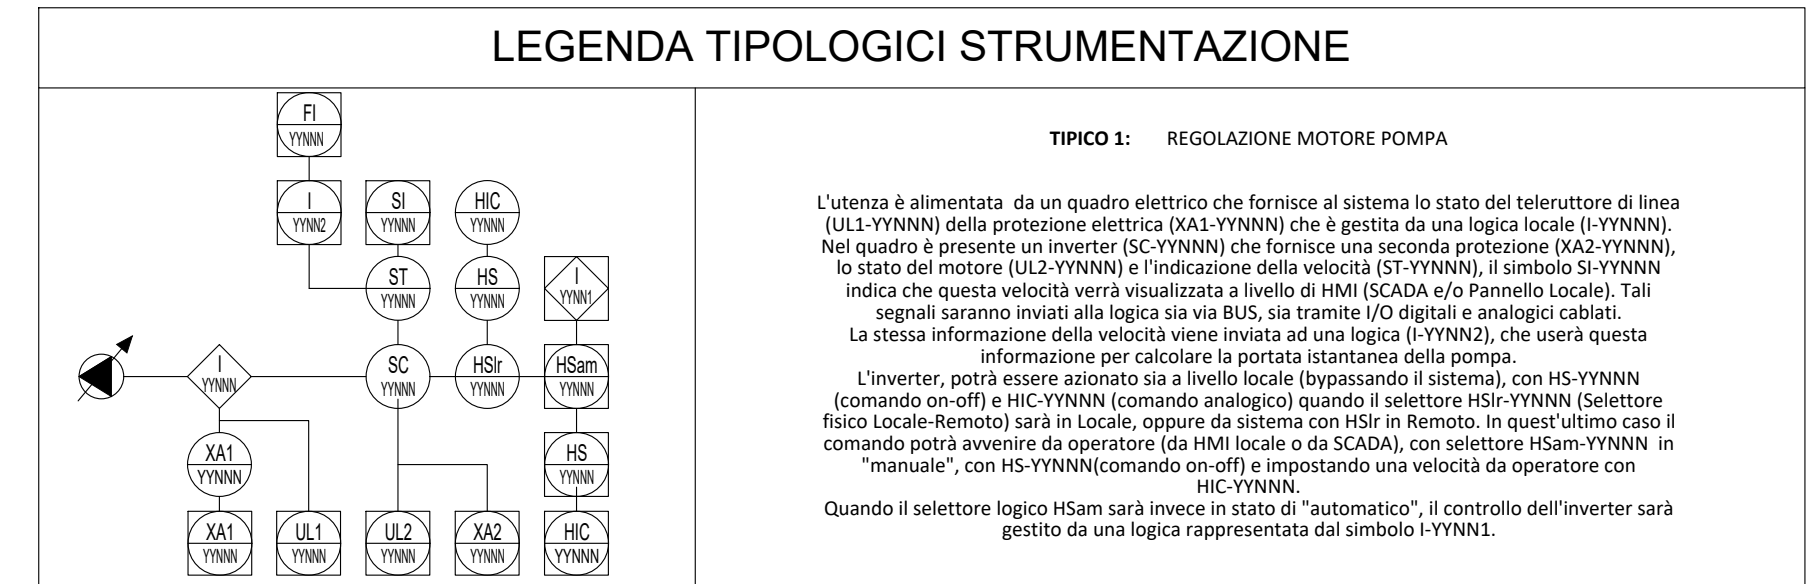 LEGENDA TIPOLOGICI STRUMENTAZIONE
FI
YYNNN
I
YYNN2
SI
YYNNN
HIC
YYNNN
ST
YYNNN
HS
YYNNN
I
YYNN1
I
YYNNN
SC
YYNNN
HSlr
YYNNN
HSam
YYNNN
XA1
YYNNN
HS
YYNNN
XA1
YYNNN
UL1
YYNNN
UL2
YYNNN
XA2
YYNNN
HIC
YYNNN
TIPICO 1: REGOLAZIONE MOTORE POMPA
L'utenza è alimentata da un quadro elettrico che fornisce al sistema lo stato del teleruttore di linea
(UL1-YYNNN) della protezione elettrica (XA1-YYNNN) che è gestita da una logica locale (I-YYNNN).
Nel quadro è presente un inverter (SC-YYNNN) che fornisce una seconda protezione (XA2-YYNNN),
lo stato del motore (UL2-YYNNN) e l'indicazione della velocità (ST-YYNNN), il simbolo SI-YYNNN
indica che questa velocità verrà visualizzata a livello di HMI (SCADA e/o Pannello Locale). Tali
segnali saranno inviati alla logica sia via BUS, sia tramite I/O digitali e analogici cablati.
La stessa informazione della velocità viene inviata ad una logica (I-YYNN2), che userà questa
informazione per calcolare la portata istantanea della pompa.
L'inverter, potrà essere azionato sia a livello locale (bypassando il sistema), con HS-YYNNN
(comando on-off) e HIC-YYNNN (comando analogico) quando il selettore HSlr-YYNNN (Selettore
fisico Locale-Remoto) sarà in Locale, oppure da sistema con HSlr in Remoto. In quest'ultimo caso il
comando potrà avvenire da operatore (da HMI locale o da SCADA), con selettore HSam-YYNNN in
"manuale", con HS-YYNNN(comando on-off) e impostando una velocità da operatore con
HIC-YYNNN.
Quando il selettore logico HSam sarà invece in stato di "automatico", il controllo dell'inverter sarà
gestito da una logica rappresentata dal simbolo I-YYNN1.